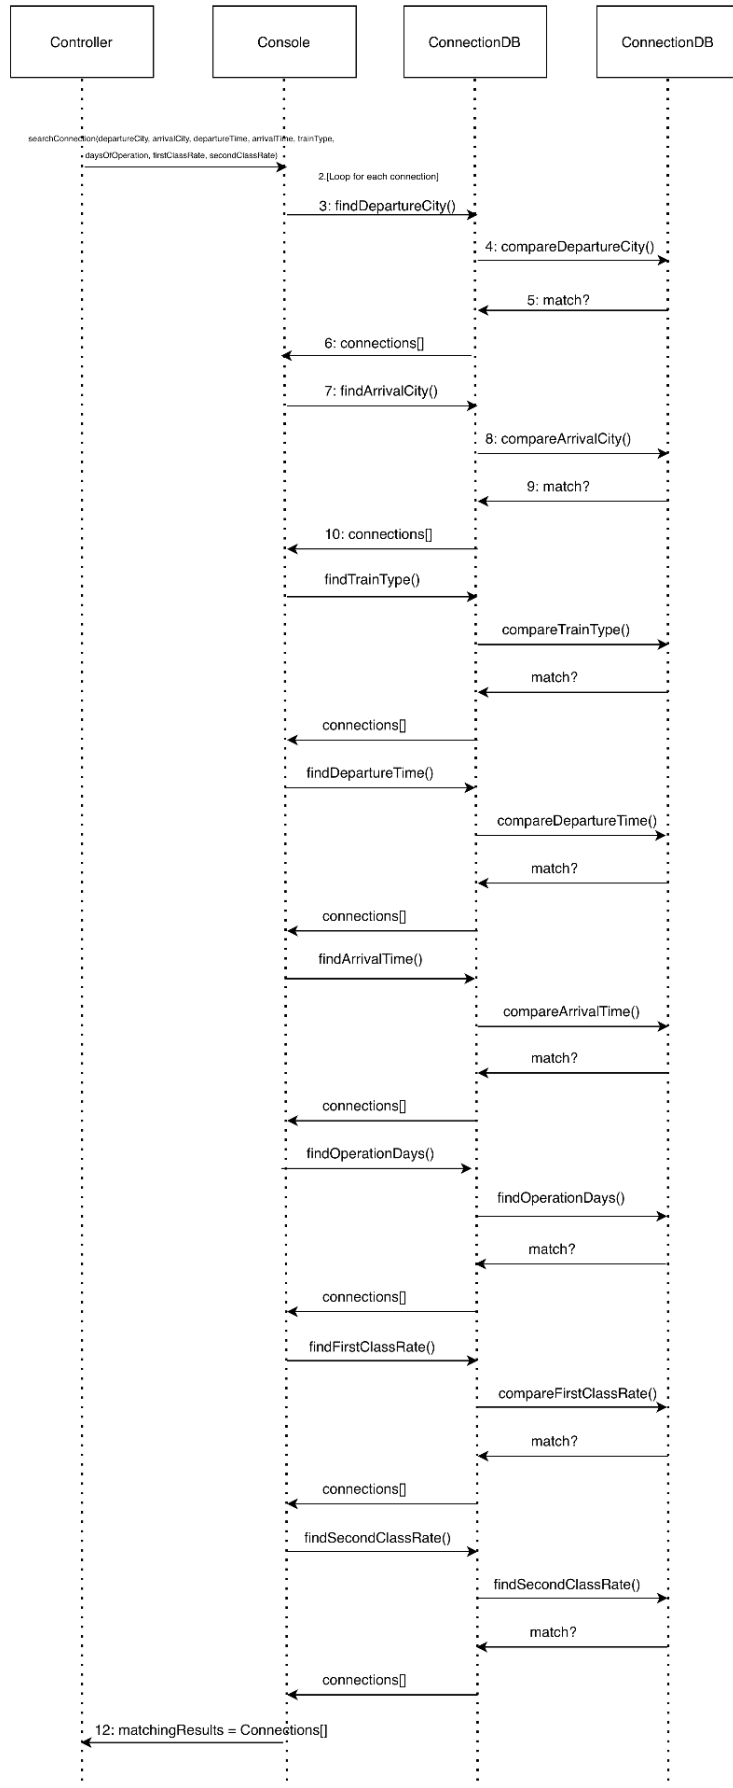 Controller
Console
ConnectionDB
ConnectionDB
searchConnection(departureCity, arrivalCity, departureTime, arrivalTime, trainType,
daysOfOperation, firstClassRate, secondClassRate)
2.[Loop for each connection]
3: findDepartureCity()
4: compareDepartureCity()
5: match?
6: connections[]
7: findArrivalCity()
8: compareArrivalCity()
9: match?
10: connections[]
findTrainType()
compareTrainType()
match?
connections[]
findDepartureTime()
compareDepartureTime()
match?
connections[]
findArrivalTime()
compareArrivalTime()
match?
connections[]
findOperationDays()
findOperationDays()
match?
connections[]
findFirstClassRate()
compareFirstClassRate()
match?
connections[]
findSecondClassRate()
findSecondClassRate()
match?
connections[]
12: matchingResults = Connections[]